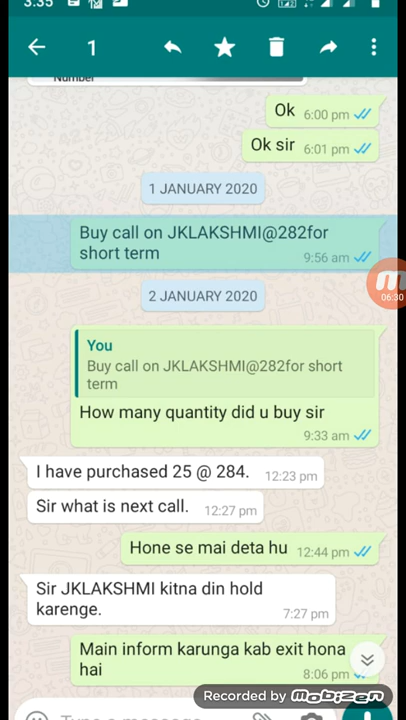 3.35
1
Number
Ok 6:00 pm
Ok sir 6:01 pm
1 JANUARY 2020
Buy call on JKLAKSHMI@282for
short term 9:56 am
2 JANUARY 2020
You
Buy call on JKLAKSHMI@282for short
term
How many quantity did u buy sir
9:33 am
06:30
I have purchased 25 @ 284. 12:23 pm
Sir what is next call. 12:27 pm
Hone se mai deta hu 12:44 pm
Sir JKLAKSHMI kitna din hold
karenge. 7:27 pm
Main inform karunga kab exit hona
hai 8:06 pm
Recorded by mobizen